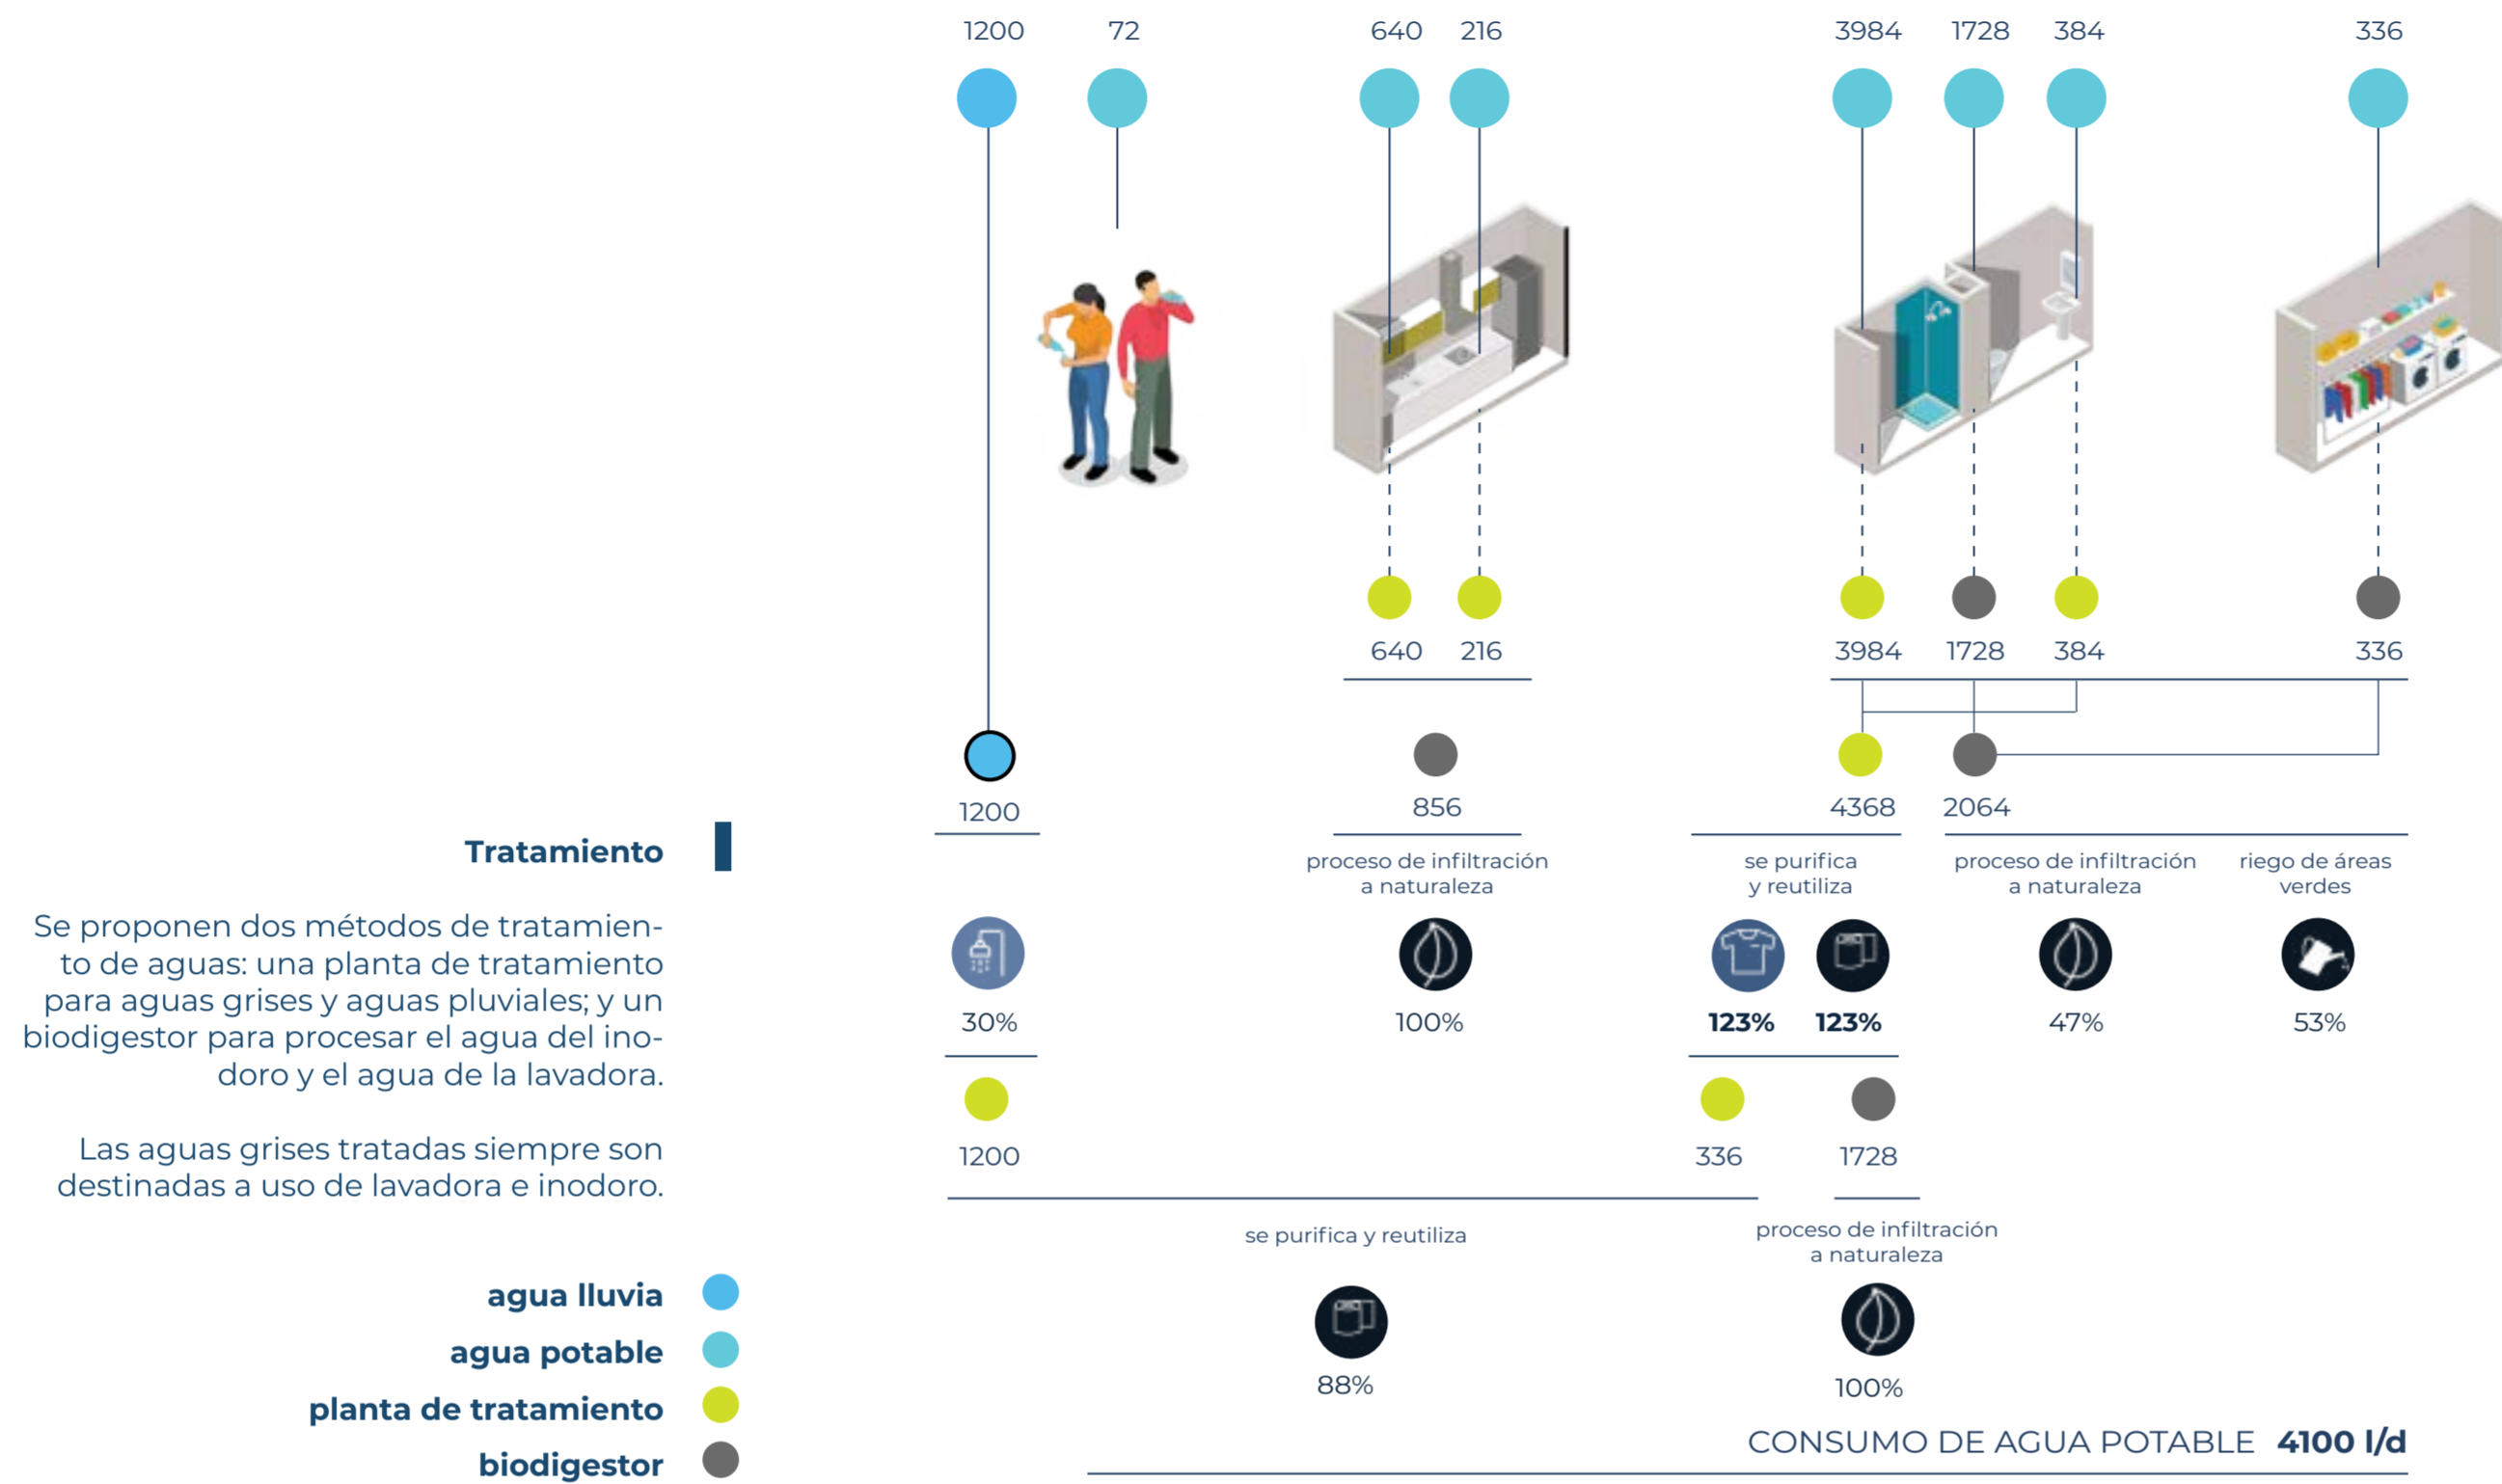 1200 72 640 216 3984 1728 384 336
640 216 3984 1728 384 336
1200 856 4368 2064
Tratamiento
Se proponen dos métodos de tratamien-
to de aguas: una planta de tratamiento
para aguas grises y aguas pluviales; y un
biodigestor para procesar el agua del ino-
doro y el agua de la lavadora.
Las aguas grises tratadas siempre son
destinadas a uso de lavadora e inodoro.
agua lluvia
agua potable
planta de tratamiento
biodigestor
proceso de infiltración
a naturaleza
se purifica
y reutiliza
proceso de infiltración
a naturaleza
riego de áreas
verdes
30% 100% 123% 123% 47% 53%
1200 336 1728
se purifica y reutiliza
proceso de infiltración
a naturaleza
88% 100%
CONSUMO DE AGUA POTABLE 4100 l/d